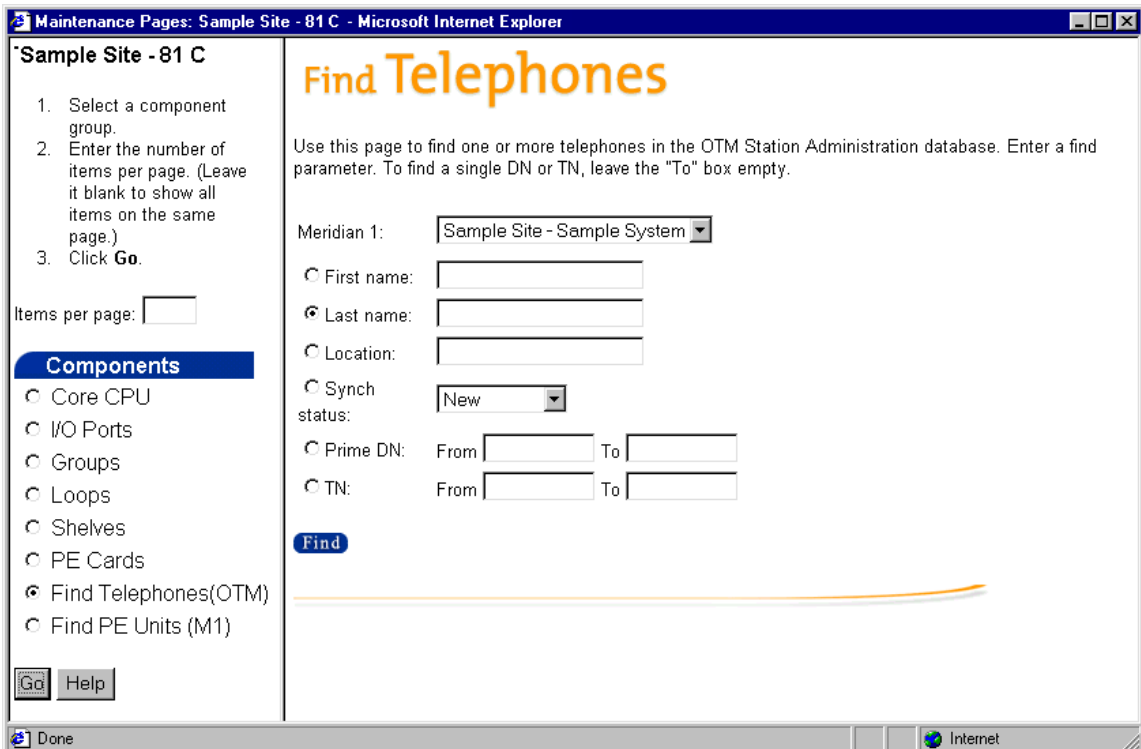 Maintenance Pages: Sample Site - 81 C - Microsoft Internet Explorer
Sample Site - 81 C
1. Select a component
group.
2. Enter the number of
items per page. (Leave
it blank to show all
items on the same
page.)
3. Click Go.
Items per page:
Components
Core CPU
I/O Ports
Groups
Loops
Shelves
PE Cards
Find Telephones(OTM)
Find PE Units (M1)
Go Help
Find Telephones
Use this page to find one or more telephones in the OTM Station Administration database. Enter a find
parameter. To find a single DN or TN, leave the "To" box empty.
Meridian 1: Sample Site - Sample System
First name:
Last name:
Location:
Synch
status: New
Prime DN: From To
TN: From To
Find
Done Internet